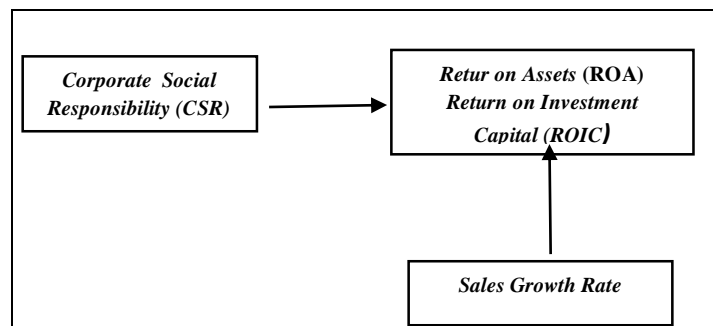 Corporate Social
Responsibility (CSR)
Retur on Assets (ROA)
Return on Investment
Capital (ROIC)
Sales Growth Rate